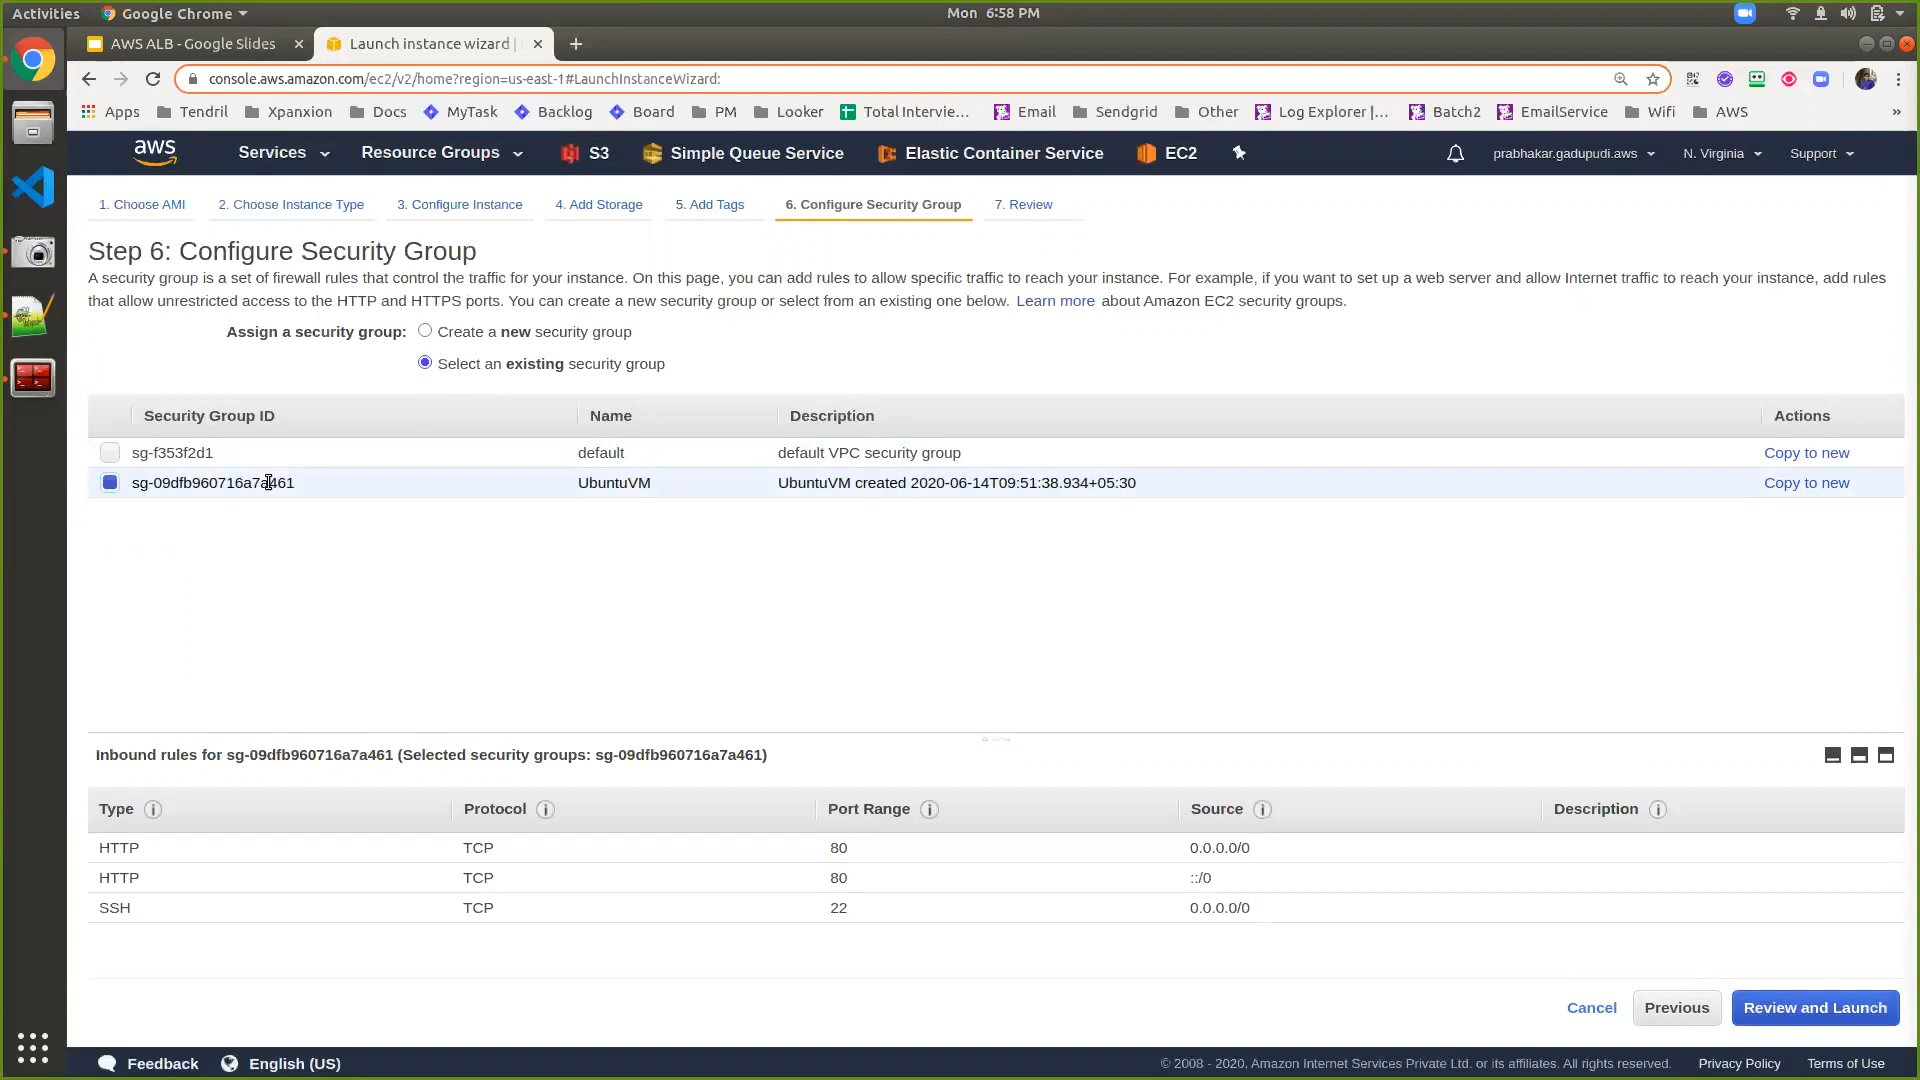 Activities Google Chrome Mon 6:58 PM
AWS ALB - Google Slides Launch instance wizard |
console.aws.amazon.com/ec2/v2/home?region=us-east-1#LaunchInstanceWizard:
Apps Tendril Xpanxion Docs MyTask Backlog Board PM Looker Total Intervie... Email Sendgrid Other Log Explorer |... Batch2 EmailService Wifi AWS »
aws Services Resource Groups S3 Simple Queue Service Elastic Container Service EC2 prabhakar.gadupudi.aws N. Virginia Support
1. Choose AMI 2. Choose Instance Type 3. Configure Instance 4. Add Storage 5. Add Tags 6. Configure Security Group 7. Review
Step 6: Configure Security Group
A security group is a set of firewall rules that control the traffic for your instance. On this page, you can add rules to allow specific traffic to reach your instance. For example, if you want to set up a web server and allow Internet traffic to reach your instance, add rules
that allow unrestricted access to the HTTP and HTTPS ports. You can create a new security group or select from an existing one below. Learn more about Amazon EC2 security groups.
Assign a security group: Create a new security group
Select an existing security group
Security Group ID Name Description Actions
sg-f353f2d1 default default VPC security group Copy to new
sg-09dfb960716a7a461 UbuntuVM UbuntuVM created 2020-06-14T09:51:38.934+05:30 Copy to new
Inbound rules for sg-09dfb960716a7a461 (Selected security groups: sg-09dfb960716a7a461)
Type i Protocol i Port Range i Source i Description i
HTTP TCP 80 0.0.0.0/0
HTTP TCP 80 ::/0
SSH TCP 22 0.0.0.0/0
Cancel Previous Review and Launch
Feedback English (US) © 2008 - 2020, Amazon Internet Services Private Ltd. or its affiliates. All rights reserved. Privacy Policy Terms of Use